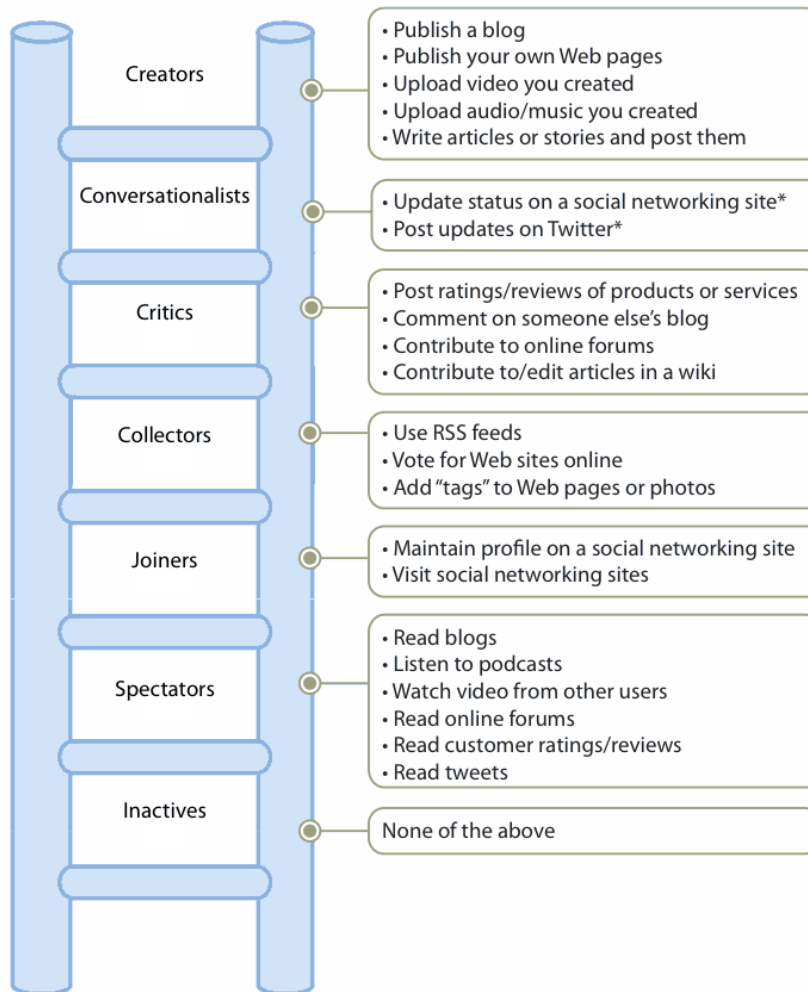 Creators
• Publish a blog
• Publish your own Web pages
• Upload video you created
• Upload audio/music you created
• Write articles or stories and post them
Conversationalists
• Update status on a social networking site*
• Post updates on Twitter*
Critics
• Post ratings/reviews of products or services
• Comment on someone else’s blog
• Contribute to online forums
• Contribute to/edit articles in a wiki
Collectors
• Use RSS feeds
• Vote for Web sites online
• Add “tags” to Web pages or photos
Joiners
• Maintain profile on a social networking site
• Visit social networking sites
Spectators
• Read blogs
• Listen to podcasts
• Watch video from other users
• Read online forums
• Read customer ratings/reviews
• Read tweets
Inactives
None of the above